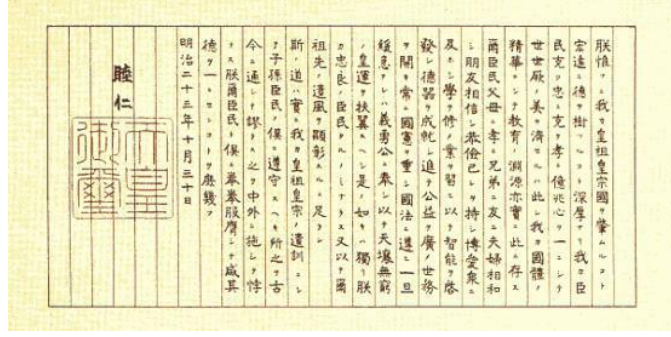 朕惟フニ我カ皇祖皇宗國ヲ肇ムルコト
宏遠ニ德ヲ樹ツルコト深厚ナリ我カ臣
民克ク忠ニ克ク孝ニ億兆心ヲ一ニシテ
世世厥ノ美ヲ濟セルハ此レ我カ國體ノ
精華ニシテ教育ノ淵源亦實ニ此ニ存ス
爾臣民父母ニ孝ニ兄弟ニ友ニ夫婦相和
シ朋友相信シ恭儉己レヲ持シ博愛衆ニ
及ホシ學ヲ修メ業ヲ習ヒ以テ智能ヲ啓
發シ德器ヲ成就シ進テ公益ヲ廣メ世務
ヲ開キ常ニ國憲ヲ重シ國法ニ遵ヒ一旦
緩急アレハ義勇公ニ奉シ以テ天壤無窮
ノ皇運ヲ扶翼スヘシ是ノ如キハ獨リ朕
カ忠良ノ臣民タルノミナラス又以テ爾
祖先ノ遺風ヲ顯彰スルニ足ラン
斯ノ道ハ實ニ我カ皇祖皇宗ノ遺訓ニシ
テ子孫臣民ノ俱ニ遵守スヘキ所之ヲ古
今ニ通シテ謬ラス之ヲ中外ニ施シテ悖
ラス朕爾臣民ト俱ニ拳拳服膺シテ咸其
德ヲ一ニセンコトヲ庶幾フ
明治二十三年十月三十日
睦仁
天皇
御璽